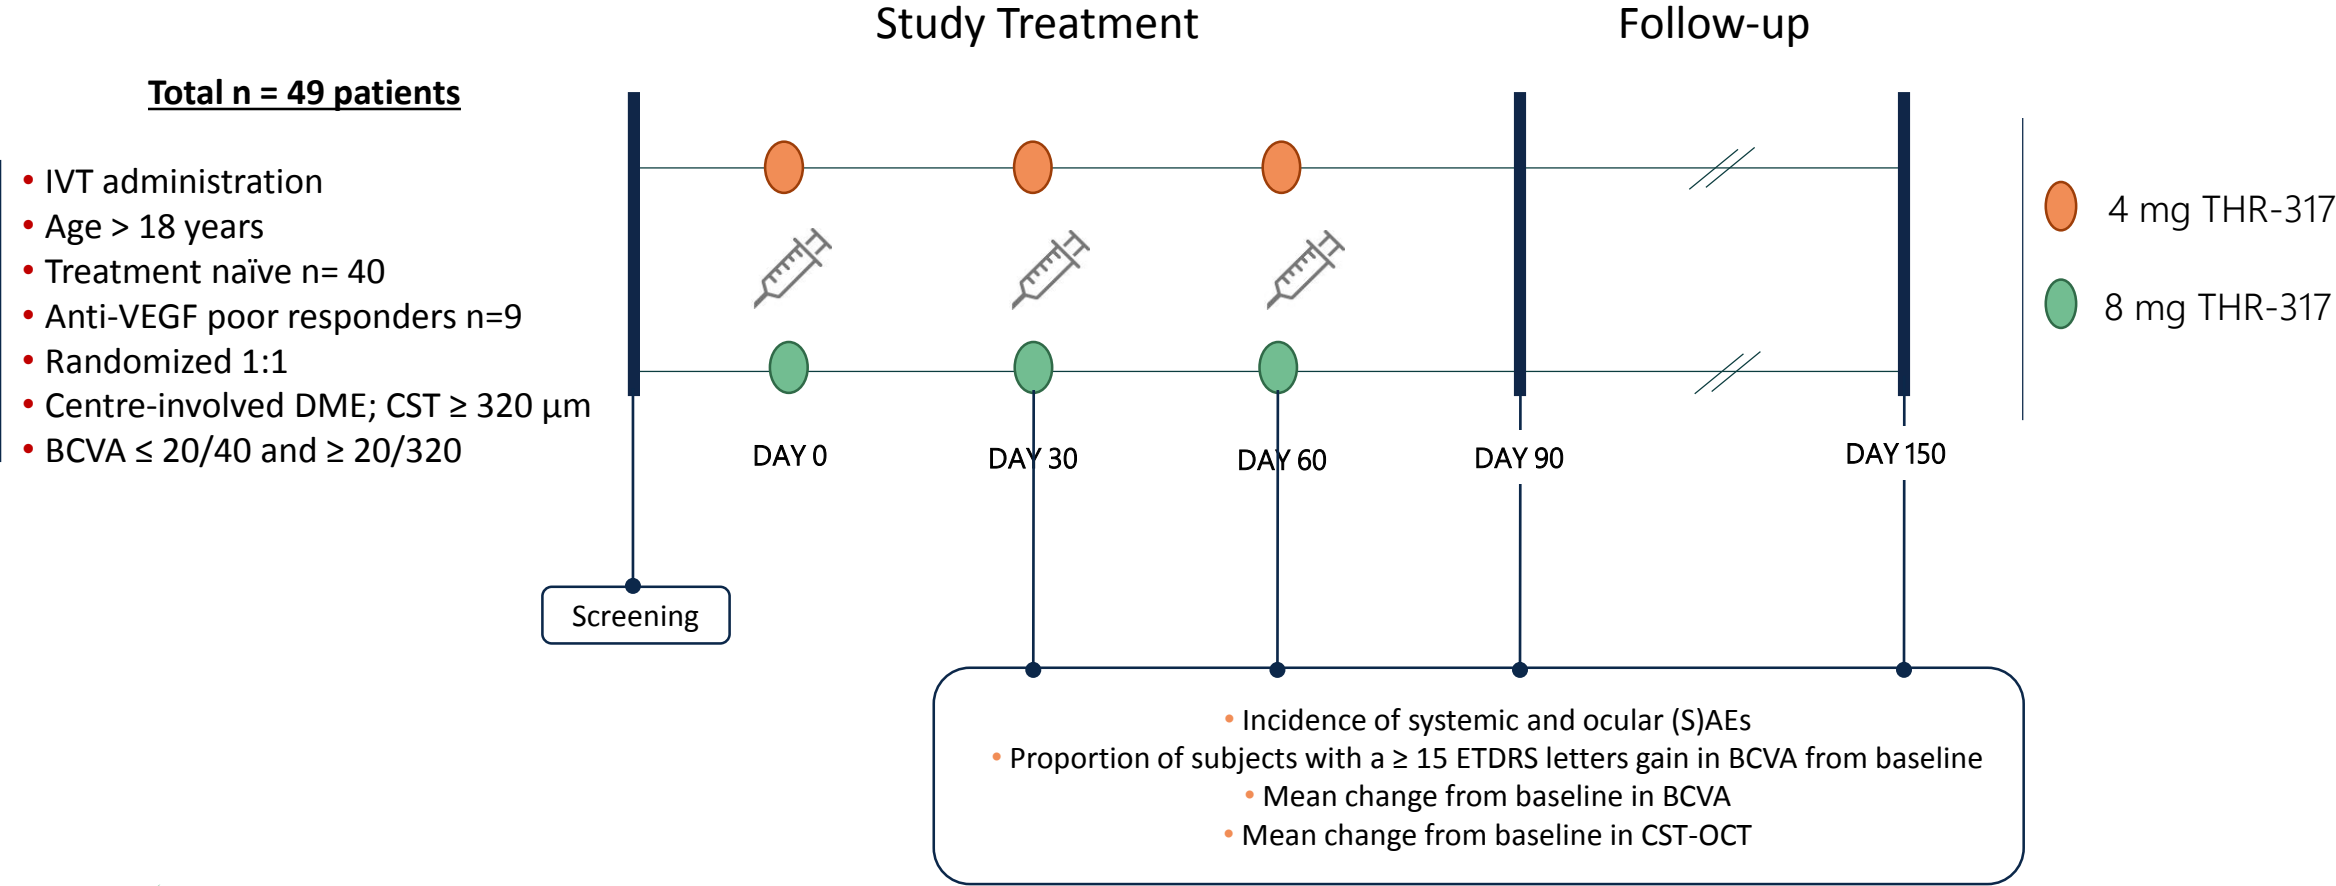 Study Treatment
Follow-up
Total n = 49 patients
• IVT administration
• Age > 18 years
• Treatment naïve n= 40
• Anti-VEGF poor responders n=9
• Randomized 1:1
• Centre-involved DME; CST ≥ 320 μm
• BCVA ≤ 20/40 and ≥ 20/320
4 mg THR-317
8 mg THR-317
DAY 0
DAY 30
DAY 60
DAY 90
DAY 150
Screening
• Incidence of systemic and ocular (S)AEs
• Proportion of subjects with a ≥ 15 ETDRS letters gain in BCVA from baseline
• Mean change from baseline in BCVA
• Mean change from baseline in CST-OCT